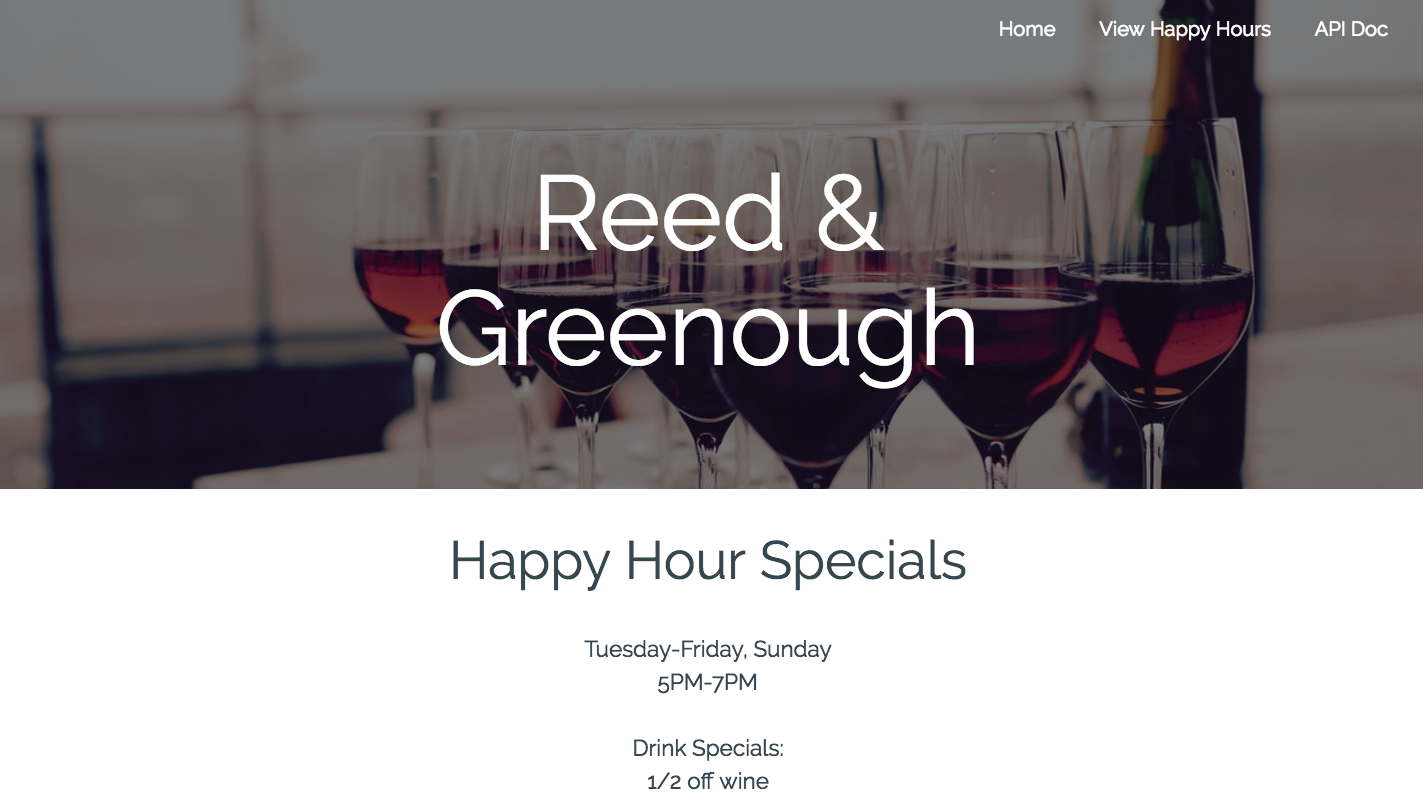 Home View Happy Hours API Doc
Reed &
Greenough
Happy Hour Specials
Tuesday-Friday, Sunday
5PM-7PM
Drink Specials:
1/2 off wine